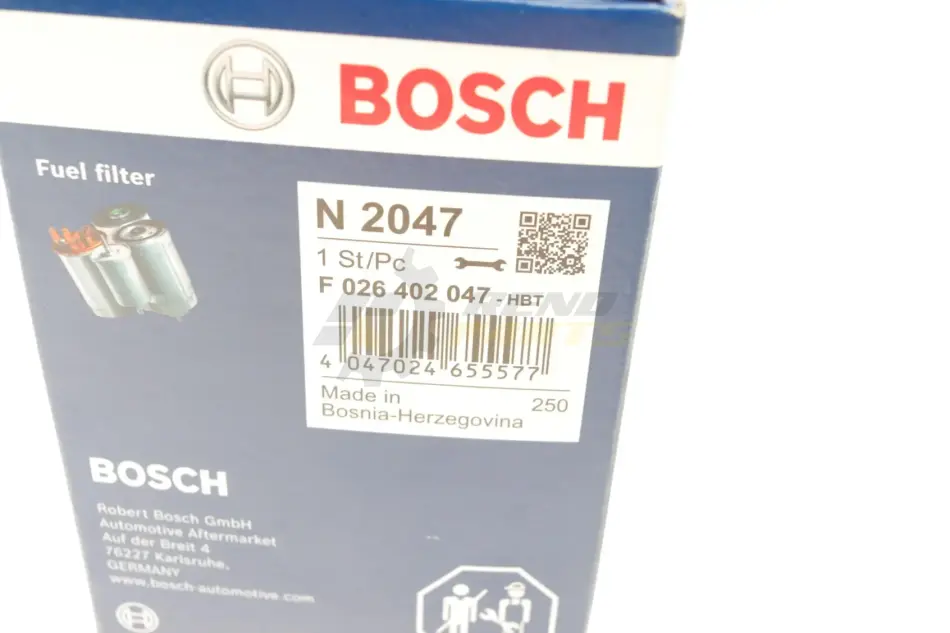 BOSCH
Fuel filter
N 2047
1 St/Pc
F 026 402 047 - HBT
4 047024 655577
Made in
Bosnia-Herzegovina
250
BOSCH
Robert Bosch GmbH
Automotive Aftermarket
Auf der Breit 4
76227 Karlsruhe,
GERMANY
www.bosch-automotive.com